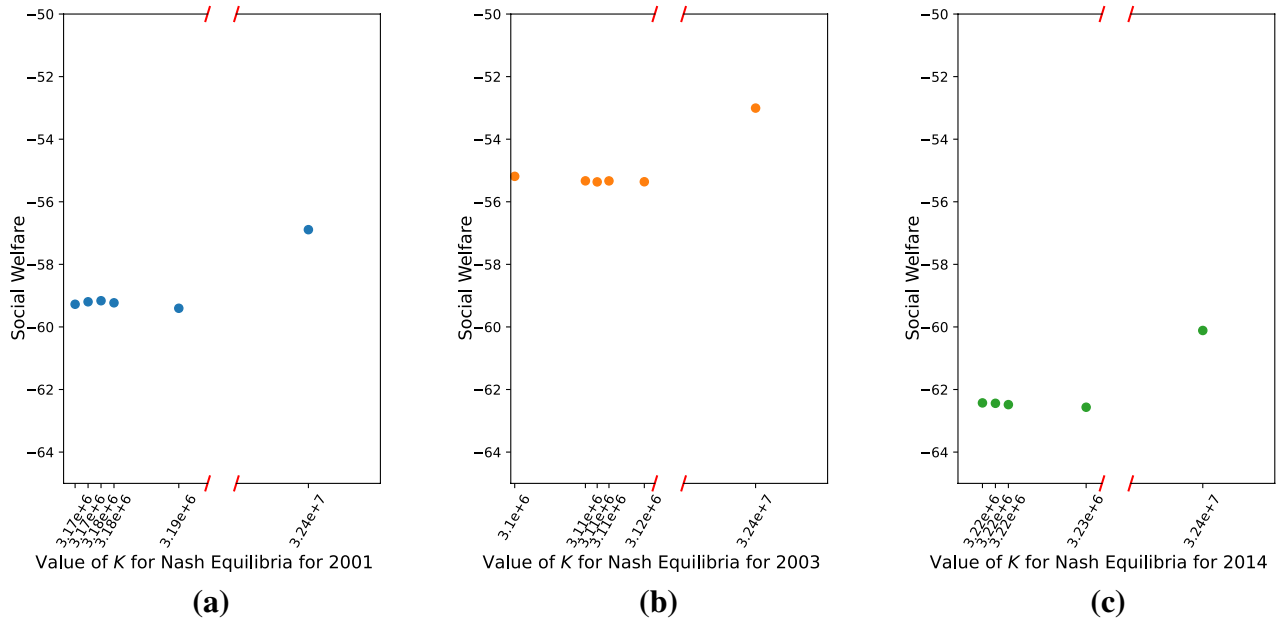 −50
−52
−54
−56
−58
−60
−62
−64
Social Welfare
3.17e+6
3.17e+6
3.18e+6
3.18e+6
3.19e+6
3.24e+7
Value of K for Nash Equilibria for 2001
(a)
−50
−52
−54
−56
−58
−60
−62
−64
Social Welfare
3.1e+6
3.11e+6
3.11e+6
3.11e+6
3.12e+6
3.24e+7
Value of K for Nash Equilibria for 2003
(b)
−50
−52
−54
−56
−58
−60
−62
−64
Social Welfare
3.22e+6
3.22e+6
3.22e+6
3.23e+6
3.24e+7
Value of K for Nash Equilibria for 2014
(c)